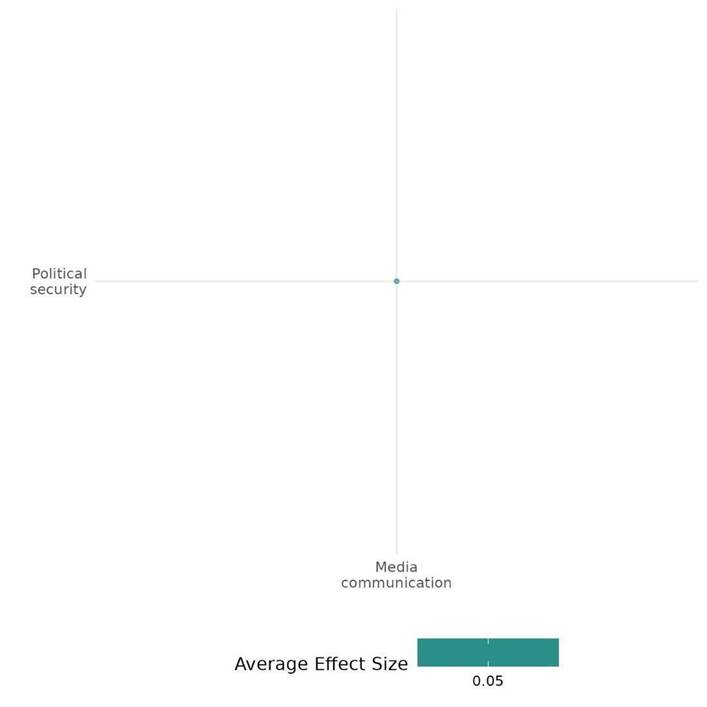 Political
security
Media
communication
Average Effect Size
0.05